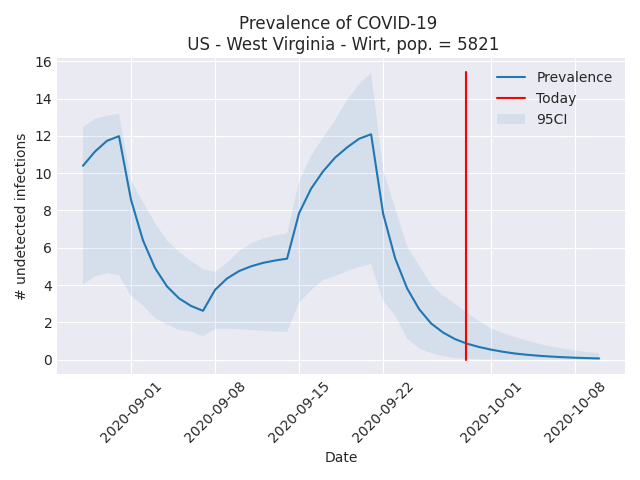 Prevalence of COVID-19
US - West Virginia - Wirt, pop. = 5821
16
14
12
10
8
6
4
2
0
# undetected infections
Prevalence
Today
95CI
2020-09-01
2020-09-08
2020-09-15
2020-09-22
2020-10-01
2020-10-08
Date